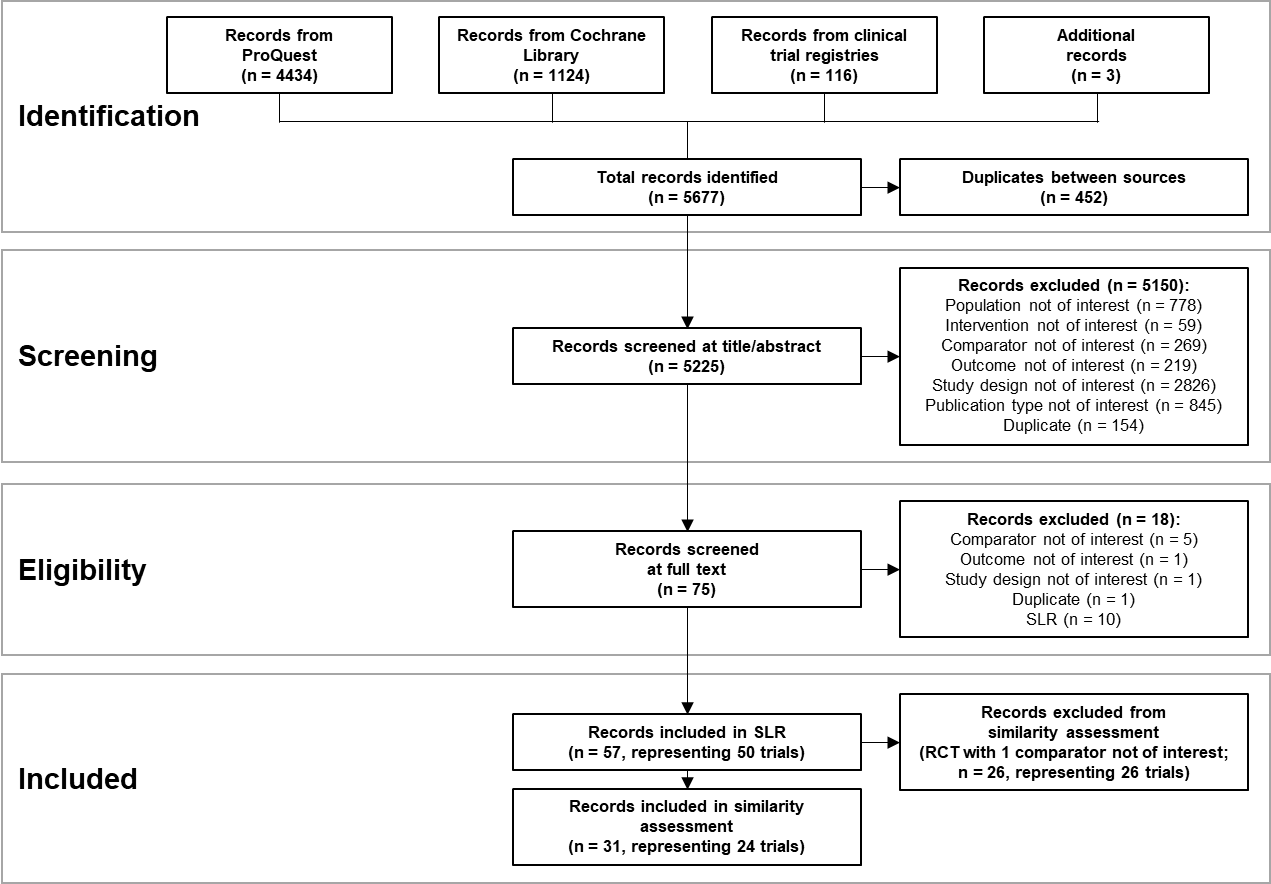 Records from
ProQuest
(n = 4434)
Records from Cochrane
Library
(n = 1124)
Records from clinical
trial registries
(n = 116)
Additional
records
(n = 3)
Identification
Total records identified
(n = 5677)
Duplicates between sources
(n = 452)
Screening
Records screened at title/abstract
(n = 5225)
Records excluded (n = 5150):
Population not of interest (n = 778)
Intervention not of interest (n = 59)
Comparator not of interest (n = 269)
Outcome not of interest (n = 219)
Study design not of interest (n = 2826)
Publication type not of interest (n = 845)
Duplicate (n = 154)
Eligibility
Records screened
at full text
(n = 75)
Records excluded (n = 18):
Comparator not of interest (n = 5)
Outcome not of interest (n = 1)
Study design not of interest (n = 1)
Duplicate (n = 1)
SLR (n = 10)
Included
Records included in SLR
(n = 57, representing 50 trials)
Records excluded from
similarity assessment
(RCT with 1 comparator not of interest;
n = 26, representing 26 trials)
Records included in similarity
assessment
(n = 31, representing 24 trials)